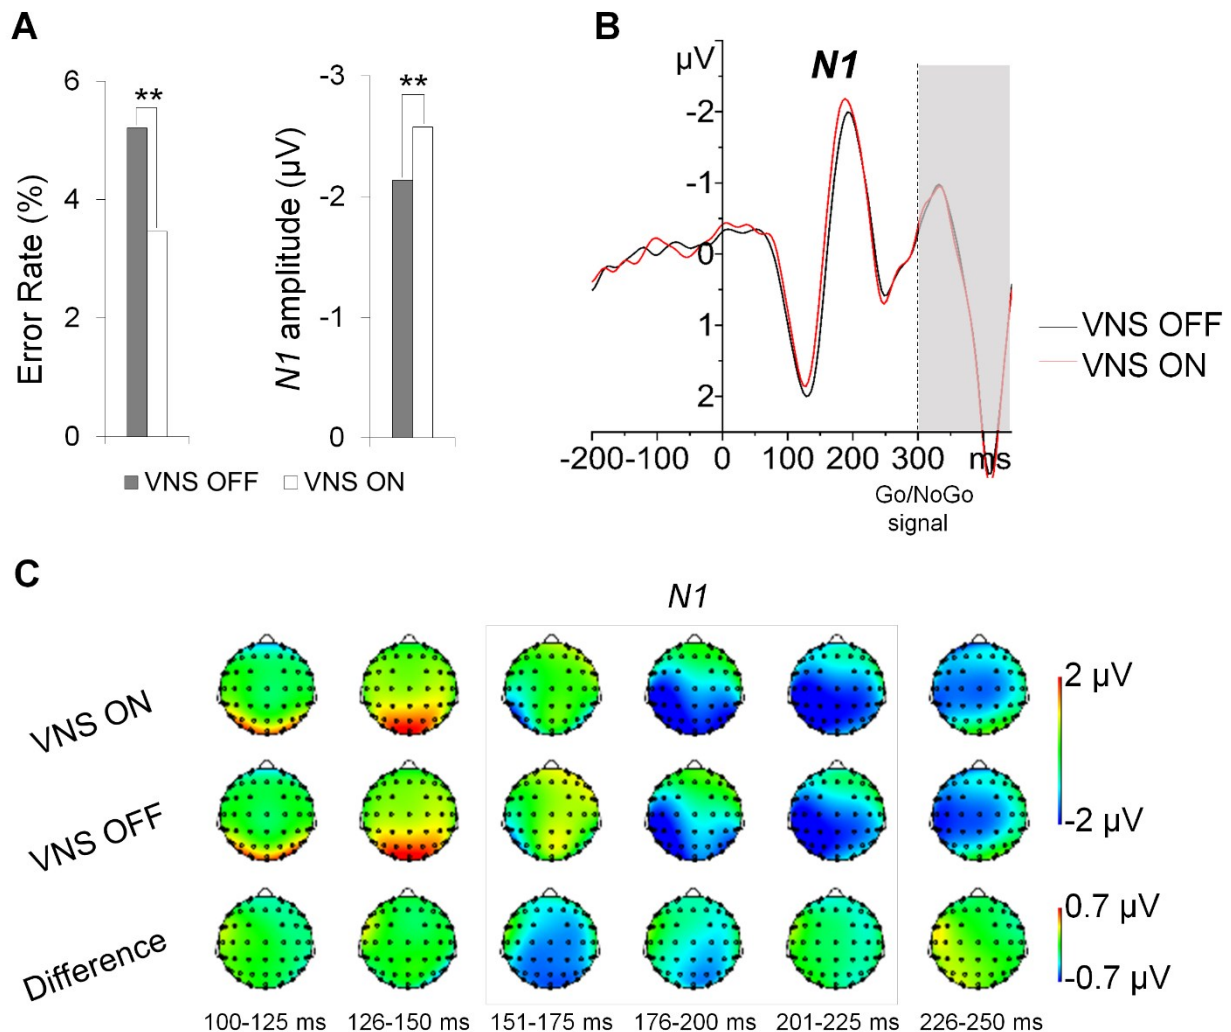 A
6
4
2
0
Error Rate (%)
**
-3
-2
-1
0
N1 amplitude (µV)
**
VNS OFF
VNS ON
B
µV
N1
-2
-1
0
1
2
-200
-100
0
100
200
300
ms
Go/NoGo
signal
VNS OFF
VNS ON
C
N1
VNS ON
2 µV
-2 µV
VNS OFF
Difference
0.7 µV
-0.7 µV
100-125 ms
126-150 ms
151-175 ms
176-200 ms
201-225 ms
226-250 ms